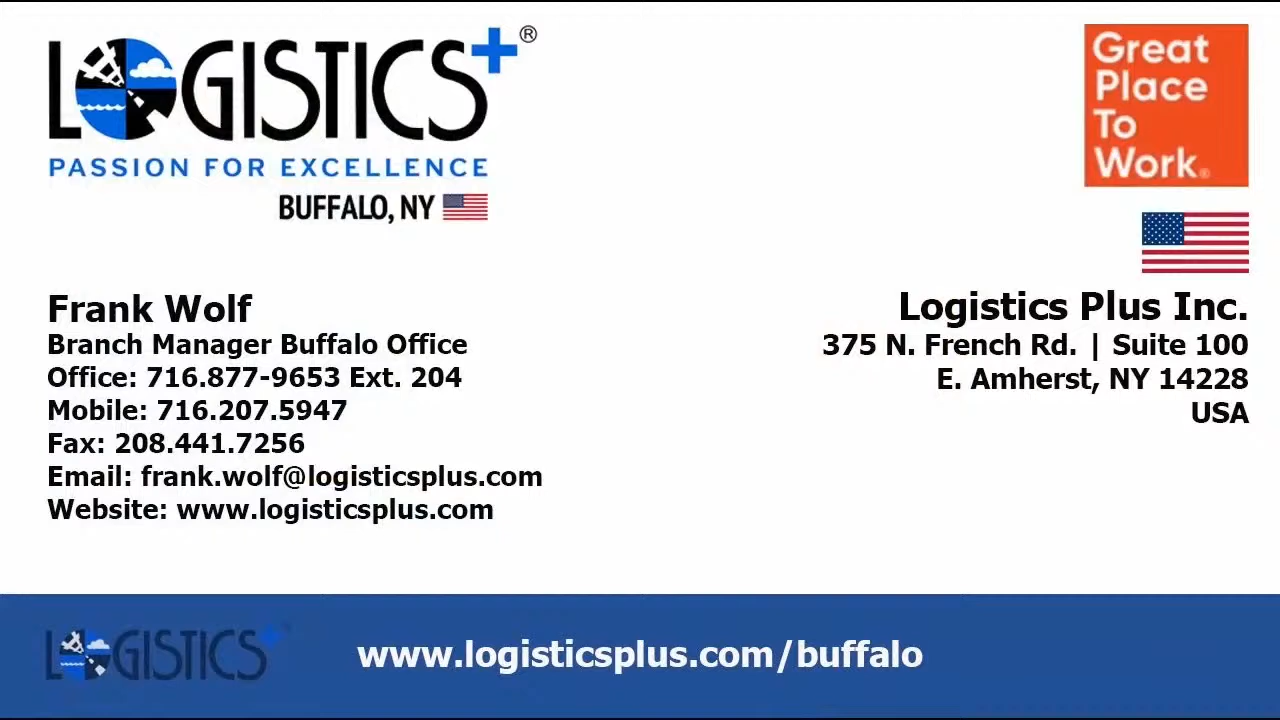 LOGISTICS+®
PASSION FOR EXCELLENCE
BUFFALO, NY
Great
Place
To
Work®
Frank Wolf
Branch Manager Buffalo Office
Office: 716.877-9653 Ext. 204
Mobile: 716.207.5947
Fax: 208.441.7256
Email: frank.wolf@logisticsplus.com
Website: www.logisticsplus.com
Logistics Plus Inc.
375 N. French Rd. | Suite 100
E. Amherst, NY 14228
USA
LOGISTICS+
www.logisticsplus.com/buffalo